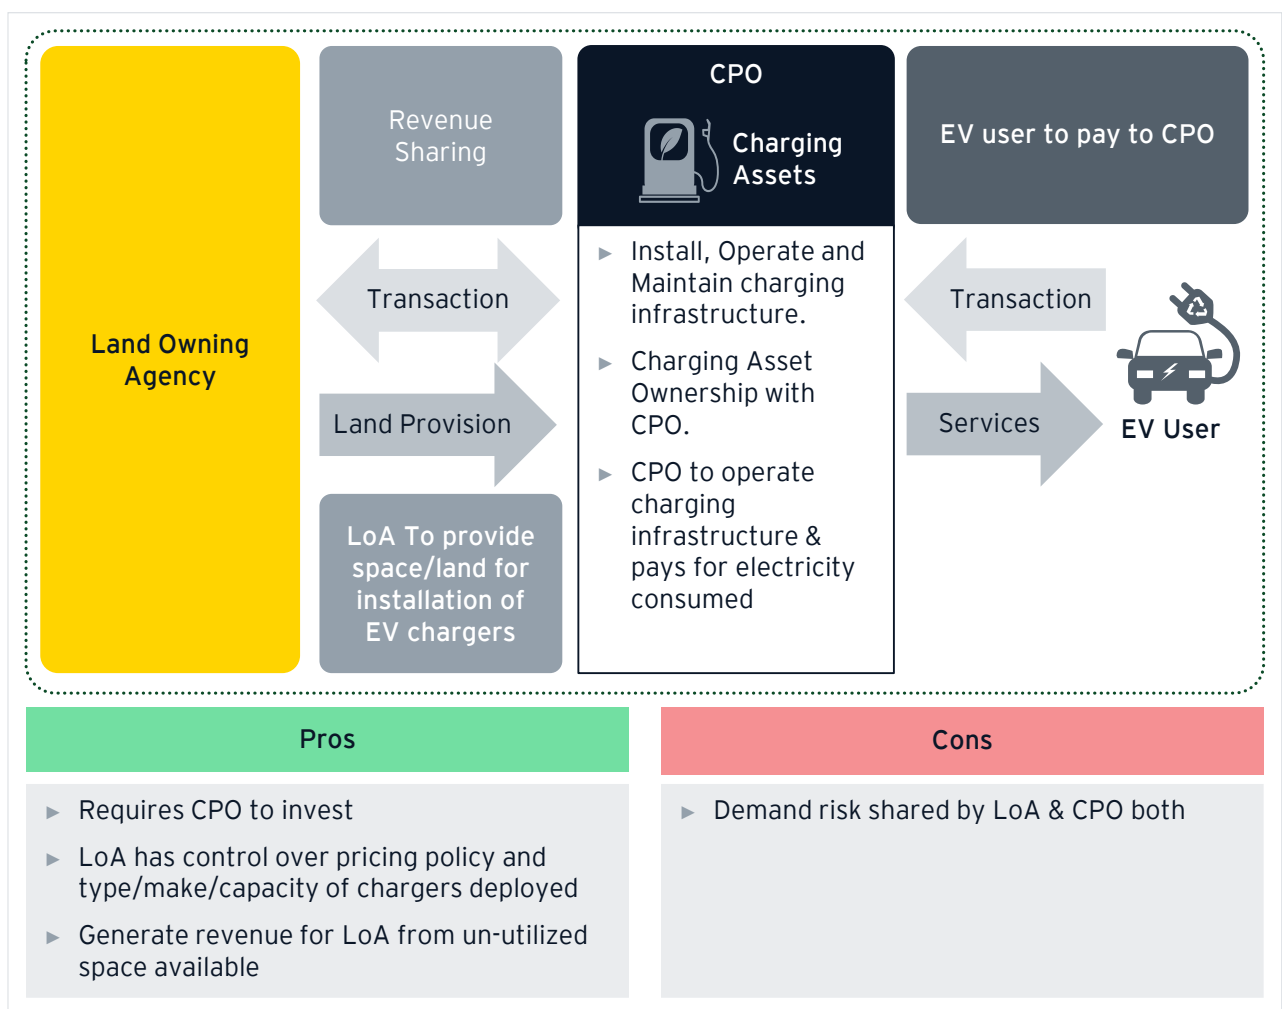 Land Owning
Agency
Revenue
Sharing
Transaction
Land Provision
LoA To provide
space/land for
installation of
EV chargers
CPO
Charging
Assets
► Install, Operate and
Maintain charging
infrastructure.
► Charging Asset
Ownership with
CPO.
► CPO to operate
charging
infrastructure &
pays for electricity
consumed
EV user to pay to CPO
Transaction
Services
EV User
Pros
► Requires CPO to invest
► LoA has control over pricing policy and
type/make/capacity of chargers deployed
► Generate revenue for LoA from un-utilized
space available
Cons
► Demand risk shared by LoA & CPO both